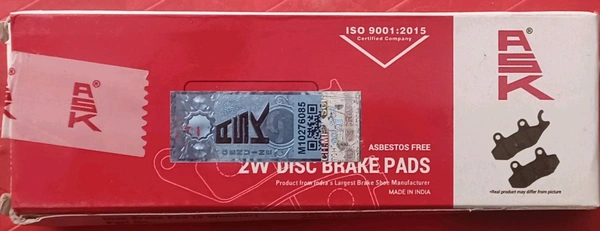 ISO 9001:2015
Certified Company
ASK®
ASK®
ASK
GENUINE
M10276085
ASBESTOS FREE
2W DISC BRAKE PADS
Product from India's Largest Brake Shoe Manufacturer
MADE IN INDIA
*Real product may differ from picture